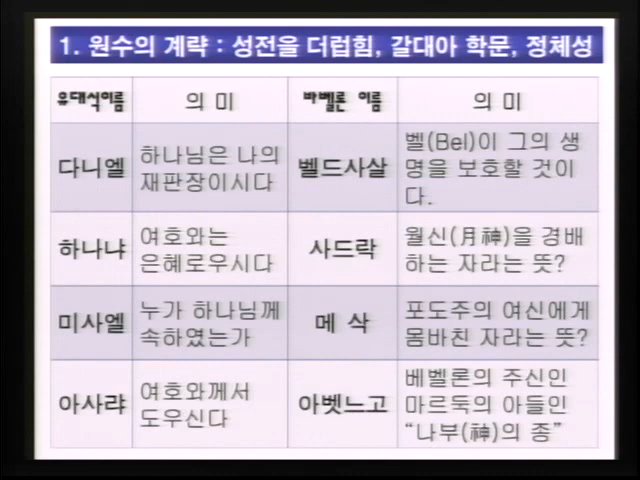 1. 원수의 계략 : 성전을 더럽힘, 갈대아 학문, 정체성
유대식이름 의 미 바벨론 이름 의 미
다니엘
하나님은 나의
재판장이시다
벨드사살
벨(Bel)이 그의 생
명을 보호할 것이
다.
하나냐
여호와는
은혜로우시다
사드락
월신(月神)을 경배
하는 자라는 뜻?
미사엘
누가 하나님께
속하였는가
메 삭
포도주의 여신에게
몸바친 자라는 뜻?
아사랴
여호와께서
도우신다
아벳느고
베벨론의 주신인
마르둑의 아들인
“나부(神)의 종”